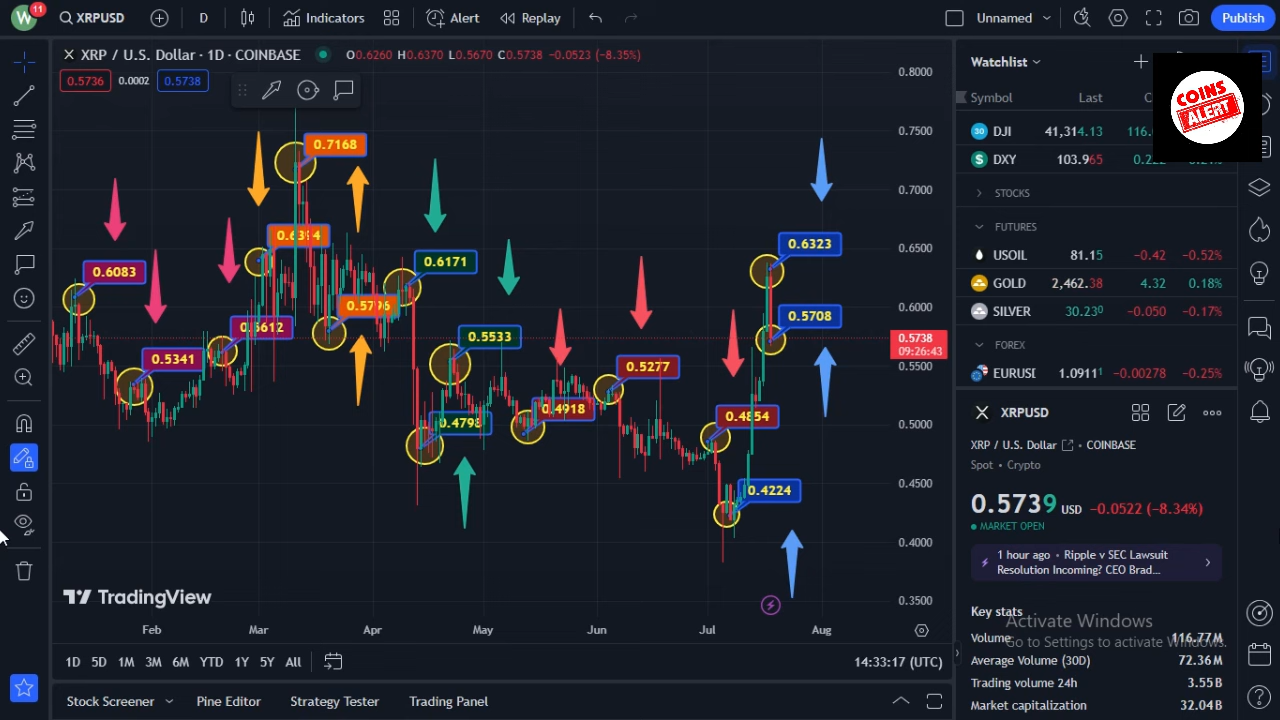 W 11 XRPUSD D Indicators Alert Replay Unnamed Publish
XRP / U.S. Dollar · 1D · COINBASE O0.6260 H0.6370 L0.5670 C0.5738 −0.0523 (−8.35%)
0.5736 0.0002 0.5738
0.8000
0.7500
0.7000
0.6500
0.6000
0.5738
09:26:43
0.5500
0.5000
0.4500
0.4000
0.3500
0.6083
0.5341
0.5612
0.7168
0.5796
0.6171
0.5533
0.4798
0.4918
0.5277
0.4854
0.4224
0.6323
0.5708
TradingView
Feb Mar Apr May Jun Jul Aug
1D 5D 1M 3M 6M YTD 1Y 5Y All 14:33:17 (UTC)
Stock Screener Pine Editor Strategy Tester Trading Panel
Watchlist
COINS
ALERT
Symbol Last
30 DJI 41,314.13
$ DXY 103.965
STOCKS
FUTURES
USOIL 81.15 −0.42 −0.52%
GOLD 2,462.38 4.32 0.18%
SILVER 30.230 −0.050 −0.17%
FOREX
EURUSD 1.09111 −0.00278 −0.25%
XRPUSD
XRP / U.S. Dollar · COINBASE
Spot · Crypto
0.5739 USD −0.0522 (−8.34%)
MARKET OPEN
1 hour ago · Ripple v SEC Lawsuit
Resolution Incoming? CEO Brad...
Key stats
Activate Windows
Go to Settings to activate Windows.
Volume 116.77M
Average Volume (30D) 72.36M
Trading volume 24h 3.55B
Market capitalization 32.04B